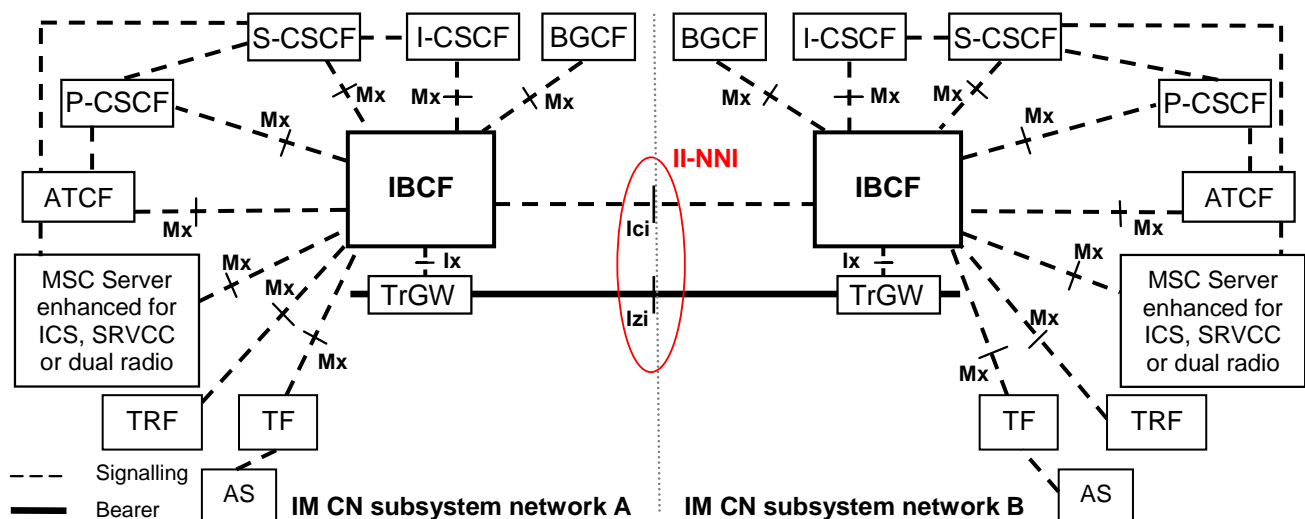 S-CSCF
I-CSCF
BGCF
BGCF
I-CSCF
S-CSCF
P-CSCF
Mx
Mx
Mx
Mx
Mx
Mx
P-CSCF
Mx
Mx
IBCF
II-NNI
IBCF
ATCF
Mx
Ici
Mx
ATCF
MSC Server
enhanced for
ICS, SRVCC
or dual radio
Mx
Ix
Ix
Mx
MSC Server
enhanced for
ICS, SRVCC
or dual radio
Mx
TrGW
Izi
TrGW
Mx
Mx
Mx
TRF
TF
TF
TRF
Signalling
AS
AS
Bearer
IM CN subsystem network A
IM CN subsystem network B